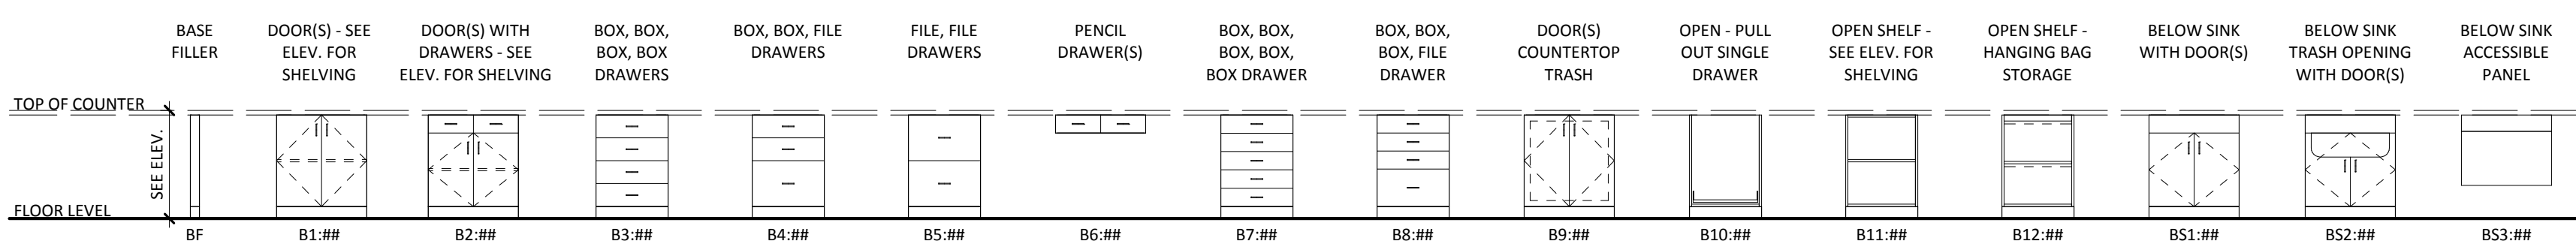 BASE
FILLER
DOOR(S) - SEE
ELEV. FOR
SHELVING
DOOR(S) WITH
DRAWERS - SEE
ELEV. FOR SHELVING
BOX, BOX,
BOX, BOX
DRAWERS
BOX, BOX, FILE
DRAWERS
FILE, FILE
DRAWERS
PENCIL
DRAWER(S)
BOX, BOX,
BOX, BOX,
BOX DRAWER
BOX, BOX,
BOX, FILE
DRAWER
DOOR(S)
COUNTERTOP
TRASH
OPEN - PULL
OUT SINGLE
DRAWER
OPEN SHELF -
SEE ELEV. FOR
SHELVING
OPEN SHELF -
HANGING BAG
STORAGE
BELOW SINK
WITH DOOR(S)
BELOW SINK
TRASH OPENING
WITH DOOR(S)
BELOW SINK
ACCESSIBLE
PANEL
TOP OF COUNTER
SEE ELEV.
FLOOR LEVEL
BF
B1:##
B2:##
B3:##
B4:##
B5:##
B6:##
B7:##
B8:##
B9:##
B10:##
B11:##
B12:##
BS1:##
BS2:##
BS3:##